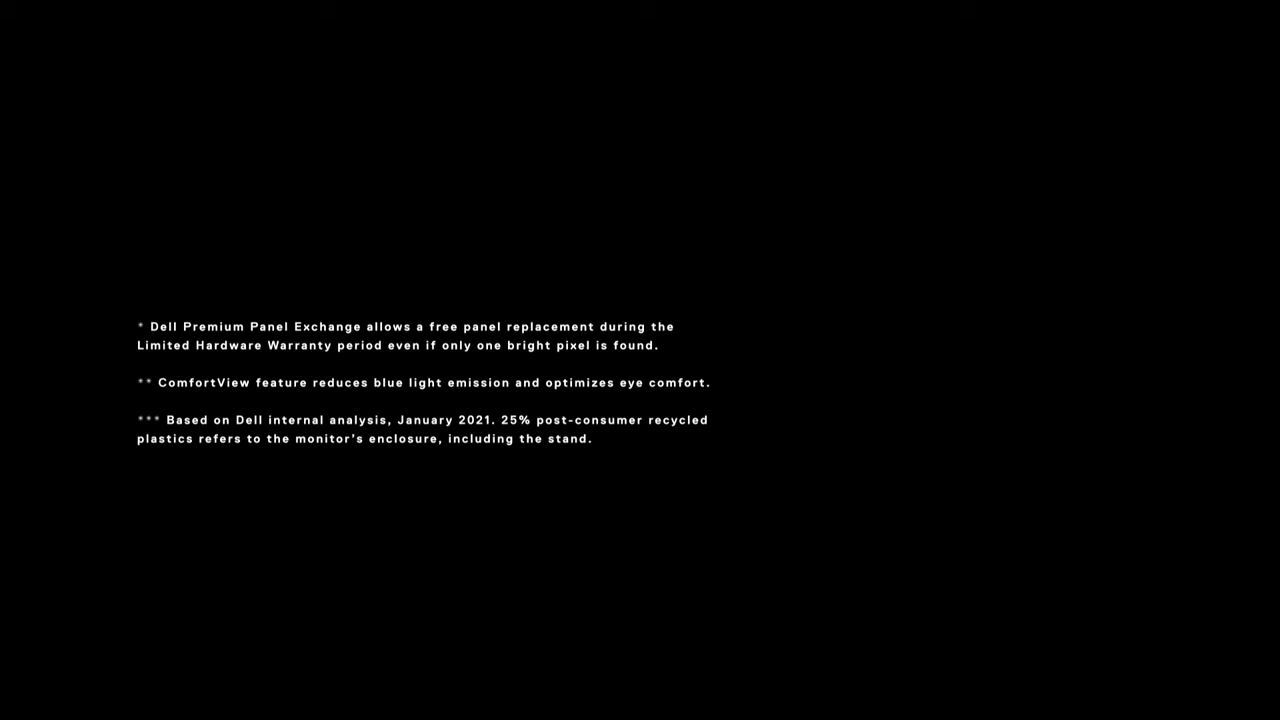 * Dell Premium Panel Exchange allows a free panel replacement during the
Limited Hardware Warranty period even if only one bright pixel is found.
** ComfortView feature reduces blue light emission and optimizes eye comfort.
*** Based on Dell internal analysis, January 2021. 25% post-consumer recycled
plastics refers to the monitor's enclosure, including the stand.